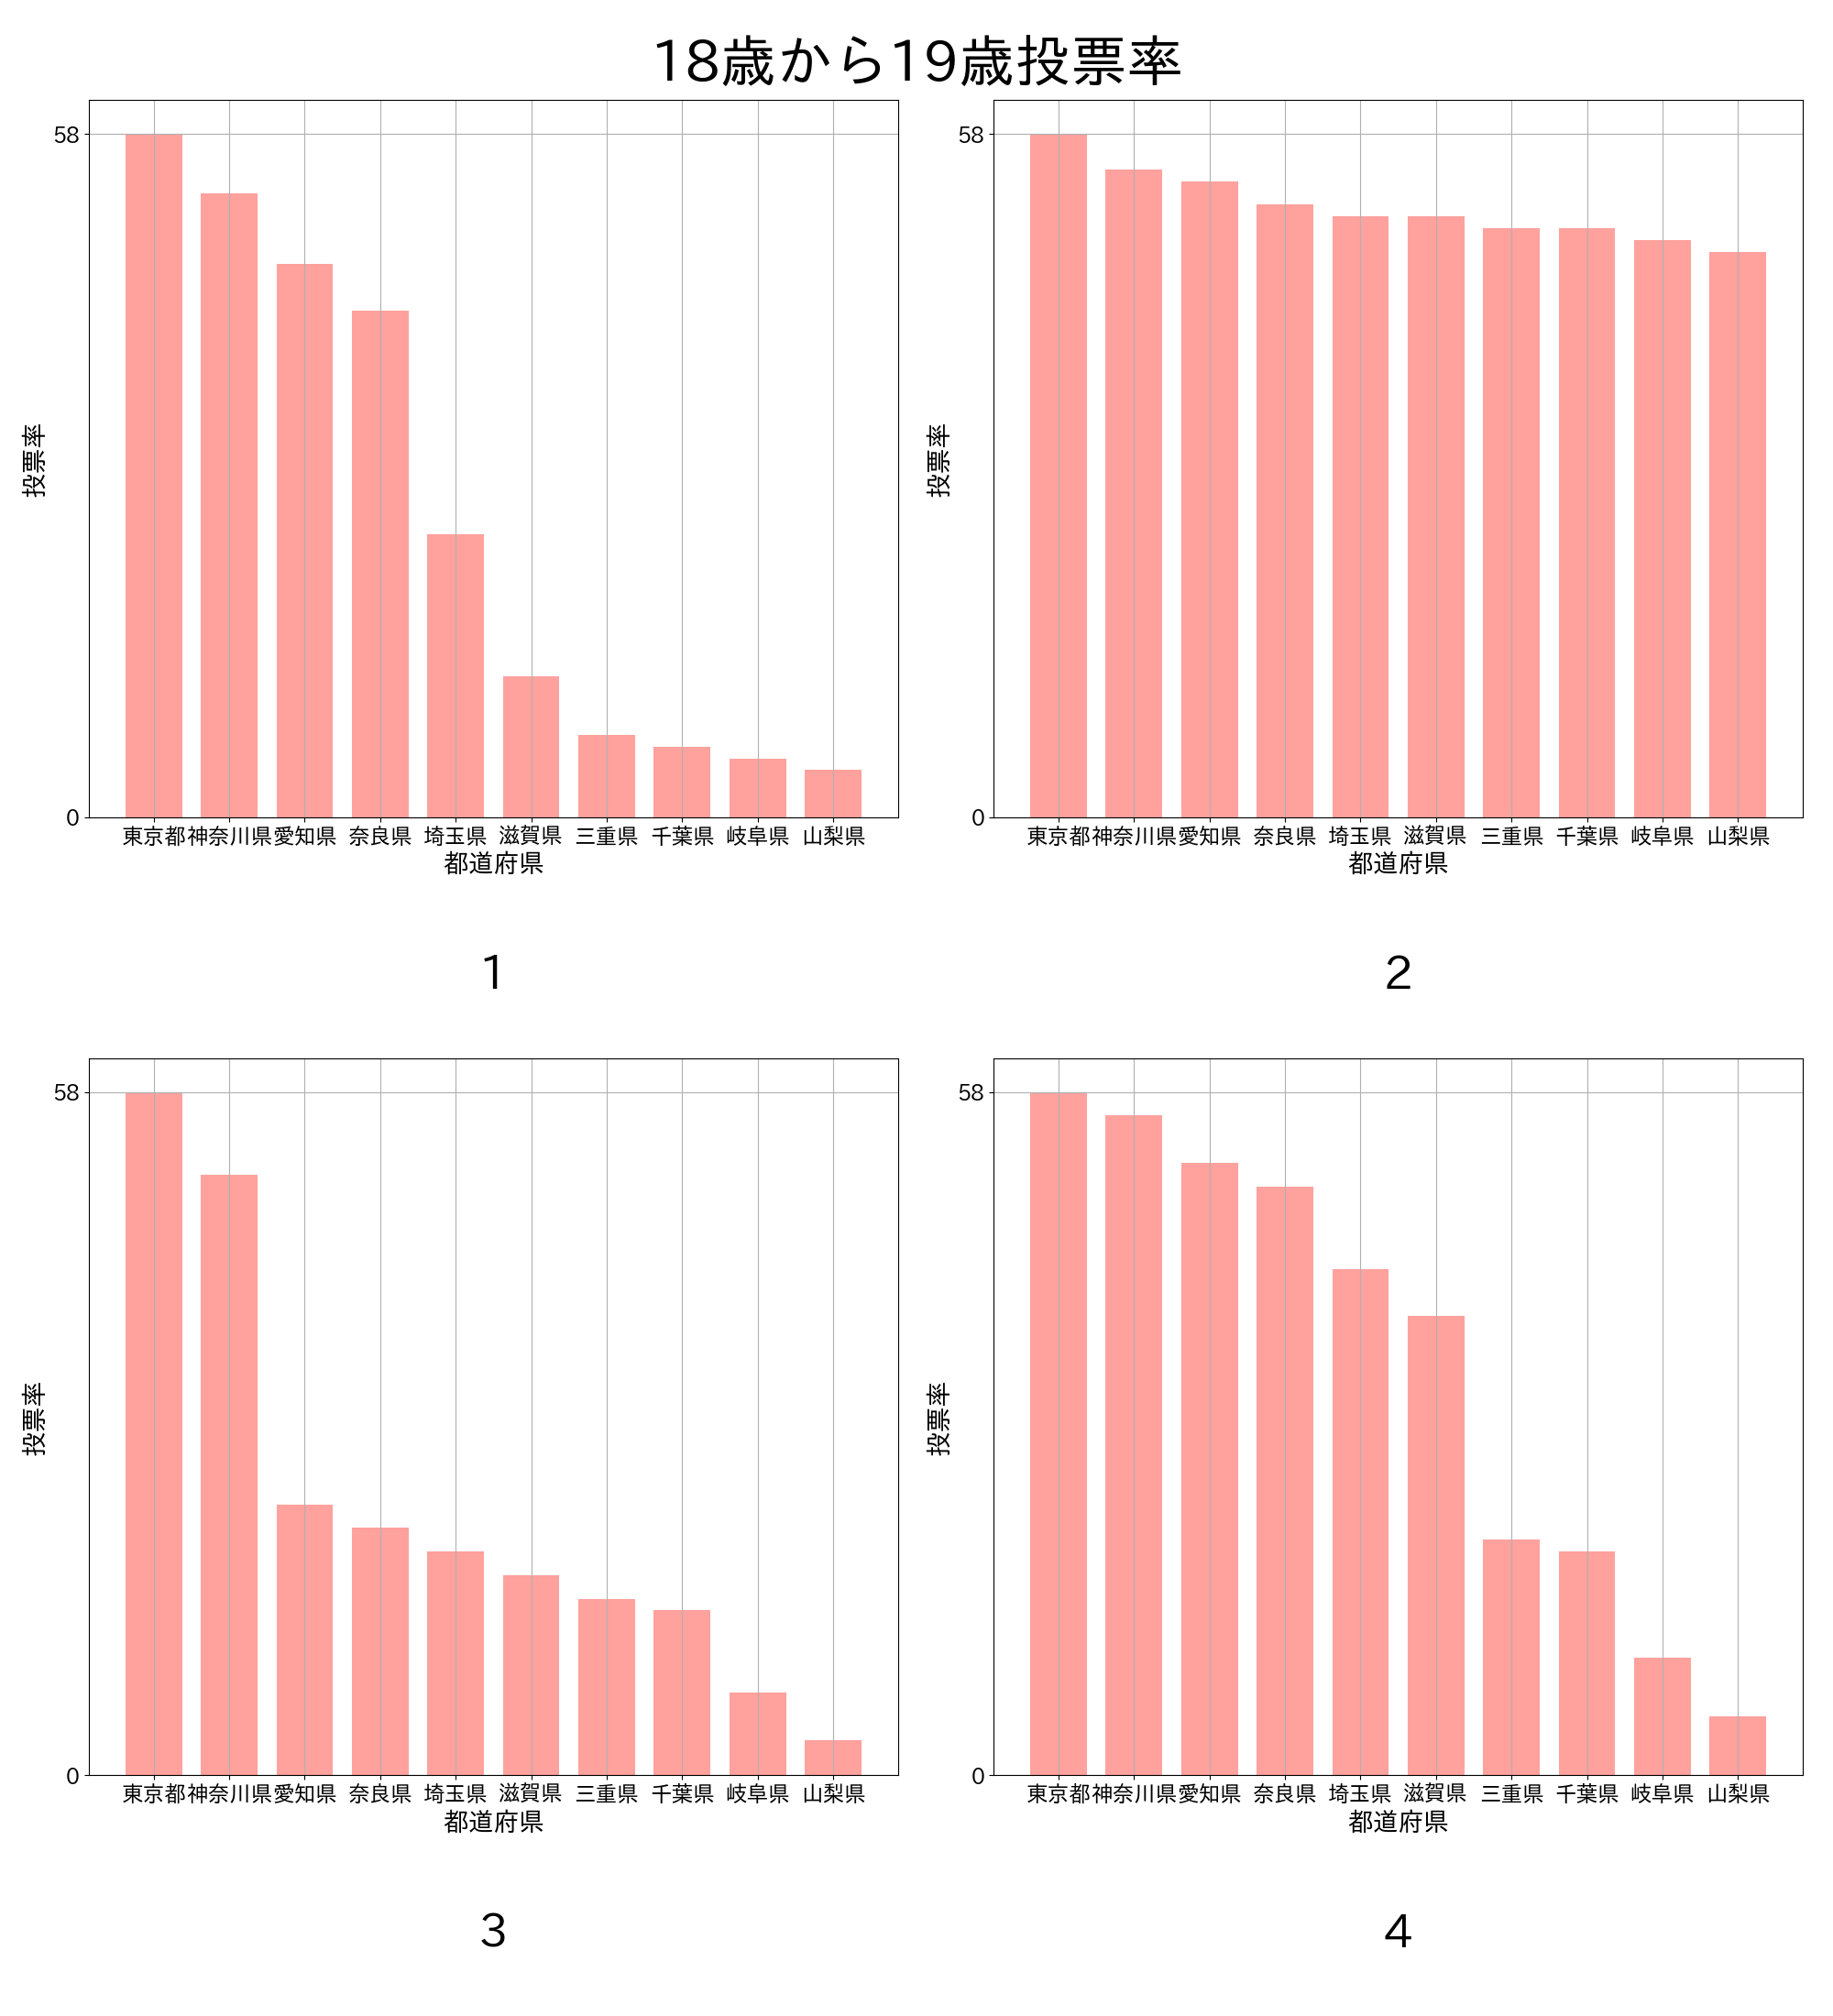 18歳から19歳投票率
58
0
投票率
東京都 神奈川県 愛知県 奈良県 埼玉県 滋賀県 三重県 千葉県 岐阜県 山梨県
都道府県
1
58
0
投票率
東京都 神奈川県 愛知県 奈良県 埼玉県 滋賀県 三重県 千葉県 岐阜県 山梨県
都道府県
2
58
0
投票率
東京都 神奈川県 愛知県 奈良県 埼玉県 滋賀県 三重県 千葉県 岐阜県 山梨県
都道府県
3
58
0
投票率
東京都 神奈川県 愛知県 奈良県 埼玉県 滋賀県 三重県 千葉県 岐阜県 山梨県
都道府県
4